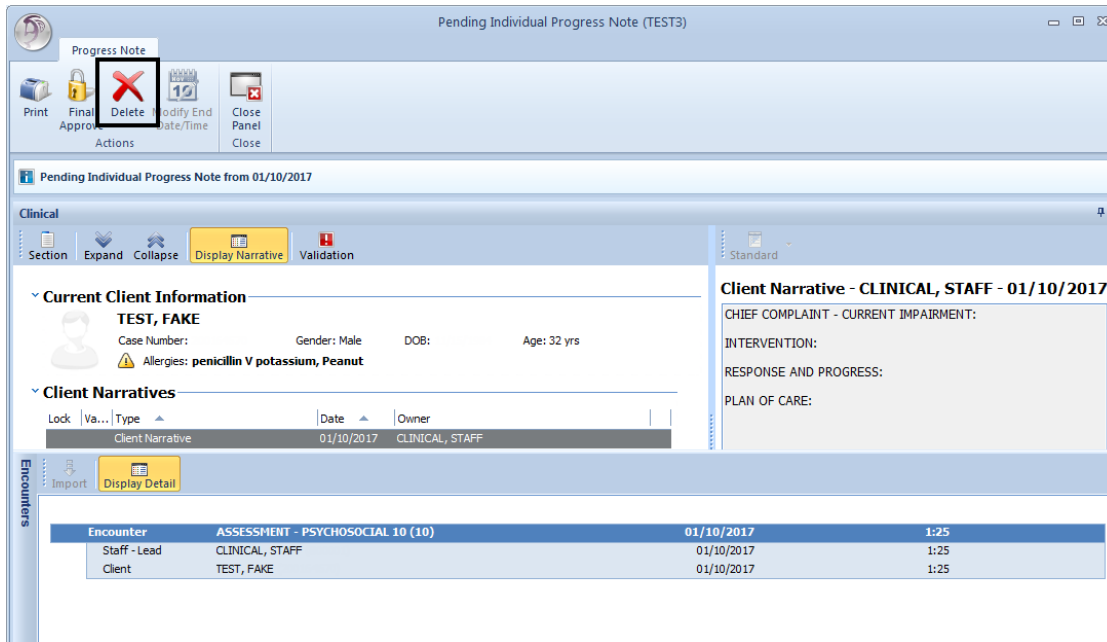 Pending Individual Progress Note (TEST3)
Progress Note
Print
Final Approve
Delete
Modify End Date/Time
Close Panel
Actions
Close
Pending Individual Progress Note from 01/10/2017
Clinical
Section Expand Collapse Display Narrative Validation
Standard
Current Client Information
TEST, FAKE
Case Number: Gender: Male DOB: Age: 32 yrs
Allergies: penicillin V potassium, Peanut
Client Narratives
Lock Va... Type Date Owner
Client Narrative 01/10/2017 CLINICAL, STAFF
Client Narrative - CLINICAL, STAFF - 01/10/2017
CHIEF COMPLAINT - CURRENT IMPAIRMENT:
INTERVENTION:
RESPONSE AND PROGRESS:
PLAN OF CARE:
Encounters
Import Display Detail
Encounter ASSESSMENT - PSYCHOSOCIAL 10 (10) 01/10/2017 1:25
Staff - Lead CLINICAL, STAFF 01/10/2017 1:25
Client TEST, FAKE 01/10/2017 1:25